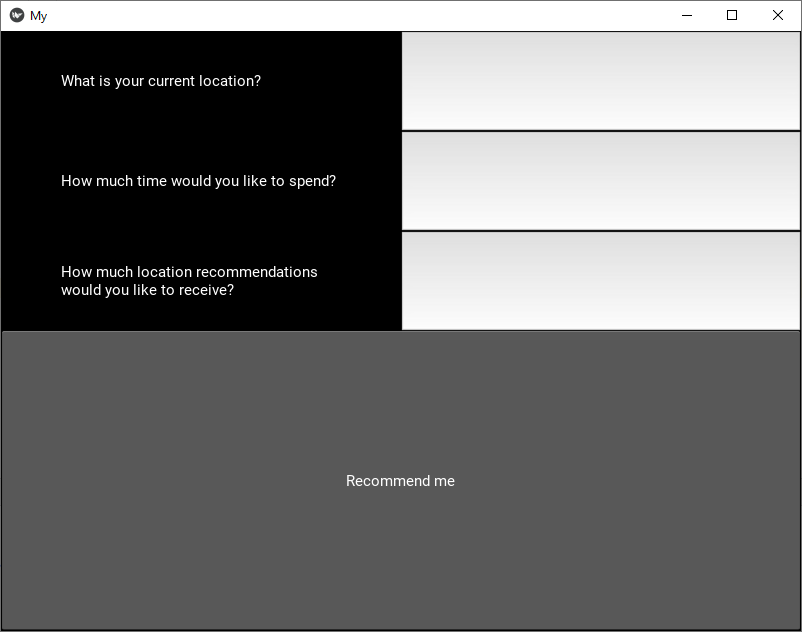 My
What is your current location?
How much time would you like to spend?
How much location recommendations
would you like to receive?
Recommend me